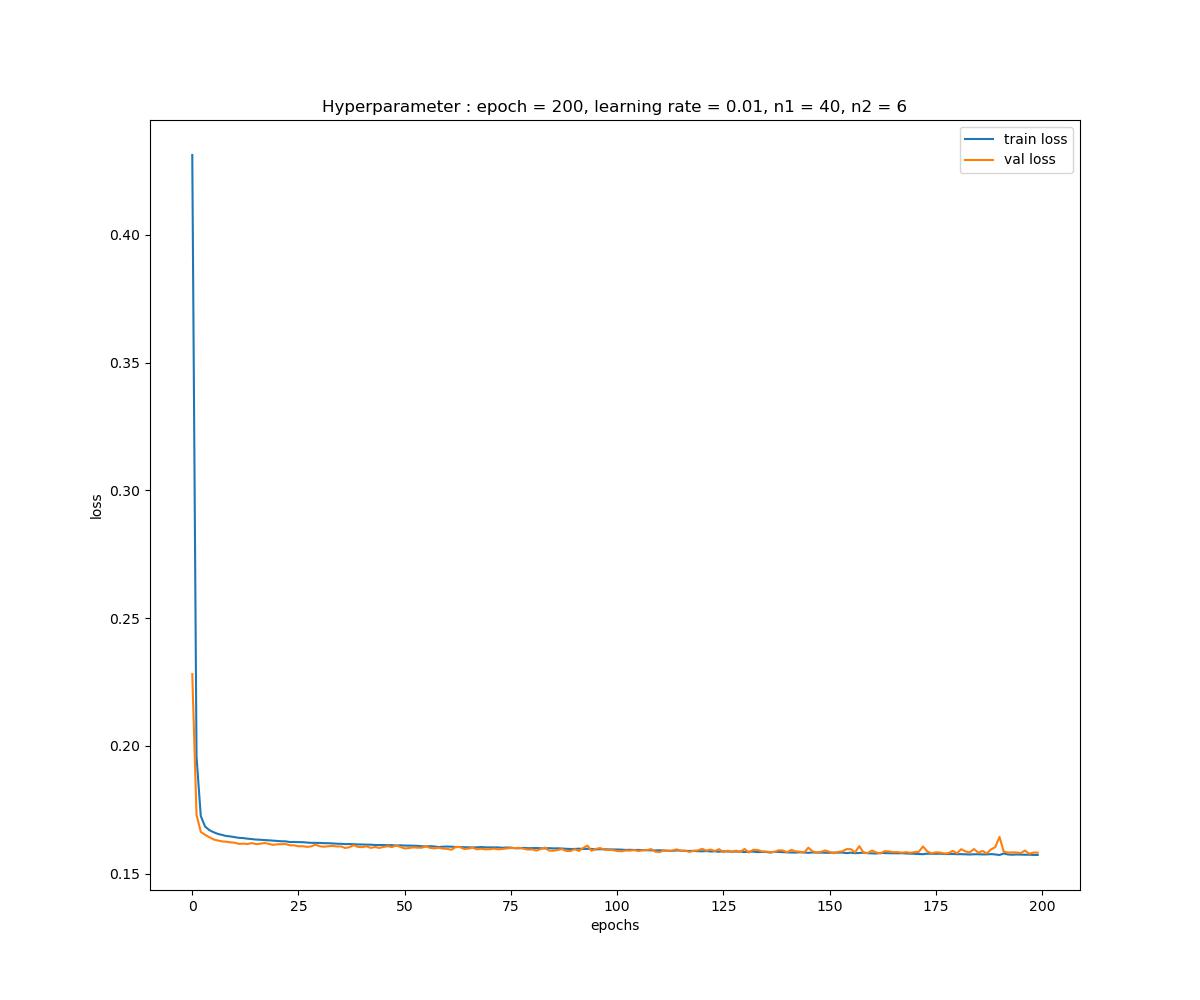 Hyperparameter : epoch = 200, learning rate = 0.01, n1 = 40, n2 = 6
train loss
val loss
0.40
0.35
0.30
0.25
0.20
0.15
loss
0 25 50 75 100 125 150 175 200
epochs